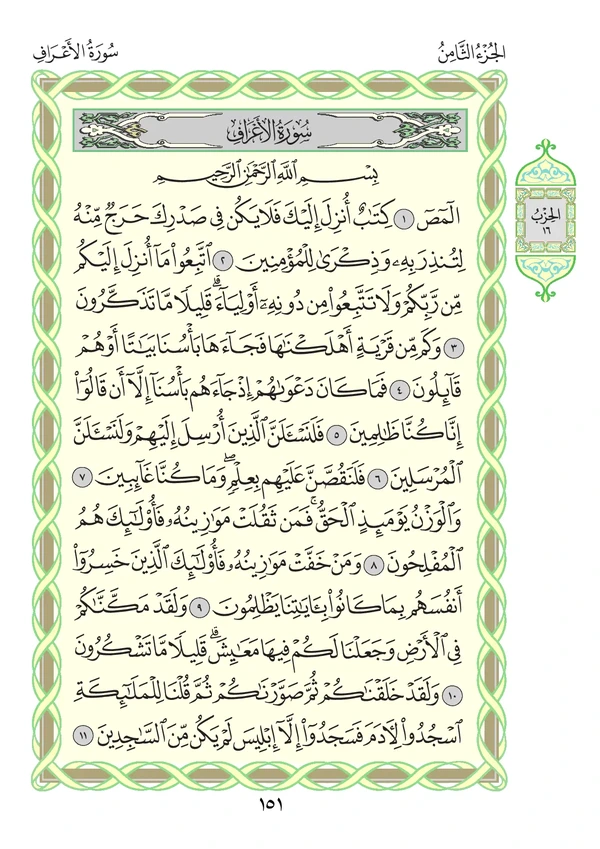 الجُزْءُ الثَّامِنُ
سُورَةُ الأَعْرَافِ
سُورَةُ الأَعْرَافِ
بِسْمِ ٱللَّهِ ٱلرَّحْمَٰنِ ٱلرَّحِيمِ
الحِزْبُ
١٦
الٓمٓصٓ ١ كِتَٰبٌ أُنزِلَ إِلَيْكَ فَلَا يَكُن فِى صَدْرِكَ حَرَجٌ مِّنْهُ
لِتُنذِرَ بِهِۦ وَذِكْرَىٰ لِلْمُؤْمِنِينَ ٢ ٱتَّبِعُوا۟ مَآ أُنزِلَ إِلَيْكُم
مِّن رَّبِّكُمْ وَلَا تَتَّبِعُوا۟ مِن دُونِهِۦٓ أَوْلِيَآءَ ۗ قَلِيلًا مَّا تَذَكَّرُونَ
٣ وَكَم مِّن قَرْيَةٍ أَهْلَكْنَٰهَا فَجَآءَهَا بَأْسُنَا بَيَٰتًا أَوْ هُمْ
قَآئِلُونَ ٤ فَمَا كَانَ دَعْوَىٰهُمْ إِذْ جَآءَهُم بَأْسُنَآ إِلَّآ أَن قَالُوٓا۟
إِنَّا كُنَّا ظَٰلِمِينَ ٥ فَلَنَسْـَٔلَنَّ ٱلَّذِينَ أُرْسِلَ إِلَيْهِمْ وَلَنَسْـَٔلَنَّ
ٱلْمُرْسَلِينَ ٦ فَلَنَقُصَّنَّ عَلَيْهِم بِعِلْمٍ ۖ وَمَا كُنَّا غَآئِبِينَ ٧
وَٱلْوَزْنُ يَوْمَئِذٍ ٱلْحَقُّ ۚ فَمَن ثَقُلَتْ مَوَٰزِينُهُۥ فَأُو۟لَٰٓئِكَ هُمُ
ٱلْمُفْلِحُونَ ٨ وَمَنْ خَفَّتْ مَوَٰزِينُهُۥ فَأُو۟لَٰٓئِكَ ٱلَّذِينَ خَسِرُوٓا۟
أَنفُسَهُم بِمَا كَانُوا۟ بِـَٔايَٰتِنَا يَظْلِمُونَ ٩ وَلَقَدْ مَكَّنَّٰكُمْ
فِى ٱلْأَرْضِ وَجَعَلْنَا لَكُمْ فِيهَا مَعَٰيِشَ ۗ قَلِيلًا مَّا تَشْكُرُونَ
١٠ وَلَقَدْ خَلَقْنَٰكُمْ ثُمَّ صَوَّرْنَٰكُمْ ثُمَّ قُلْنَا لِلْمَلَٰٓئِكَةِ
ٱسْجُدُوا۟ لِـَٔادَمَ فَسَجَدُوٓا۟ إِلَّآ إِبْلِيسَ لَمْ يَكُن مِّنَ ٱلسَّٰجِدِينَ ١١
١٥١